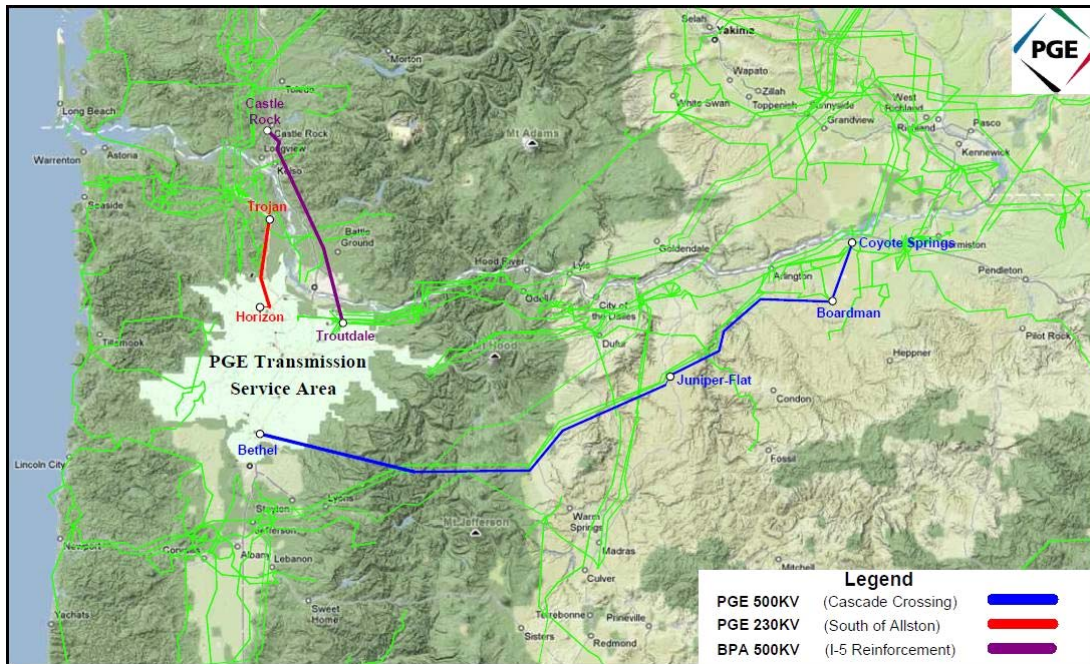 Selah
Yakima
Morton
PGE
Wapato
Zillah
Toledo
White Swan
Toppenish
Sunnyside
West
Richland
Long Beach
Castle
Rock
Castle Rock
Grandview
Richland
Pasco
Mt Adams
Longview
Kennewick
Warrenton
Astoria
Kelso
Seaside
Trojan
Battle
Ground
Goldendale
Coyote Springs
Hermiston
Hood River
Lyle
Arlington
Pendleton
Odell
City of
the Dalles
Horizon
Boardman
Troutdale
Tillamook
Dufur
Pilot Rock
Mt Hood
PGE Transmission
Service Area
Heppner
Juniper-Flat
Condon
Bethel
Fossil
Lincoln City
Stayton
Lyons
Warm
Springs
Jefferson
Mt Jefferson
Newport
Corvallis
Albany
Madras
Lebanon
Mitchell
Culver
Yachats
Sweet
Home
Terrebonne
Prineville
Sisters
Redmond
Legend
PGE 500KV (Cascade Crossing)
PGE 230KV (South of Allston)
BPA 500KV (I-5 Reinforcement)